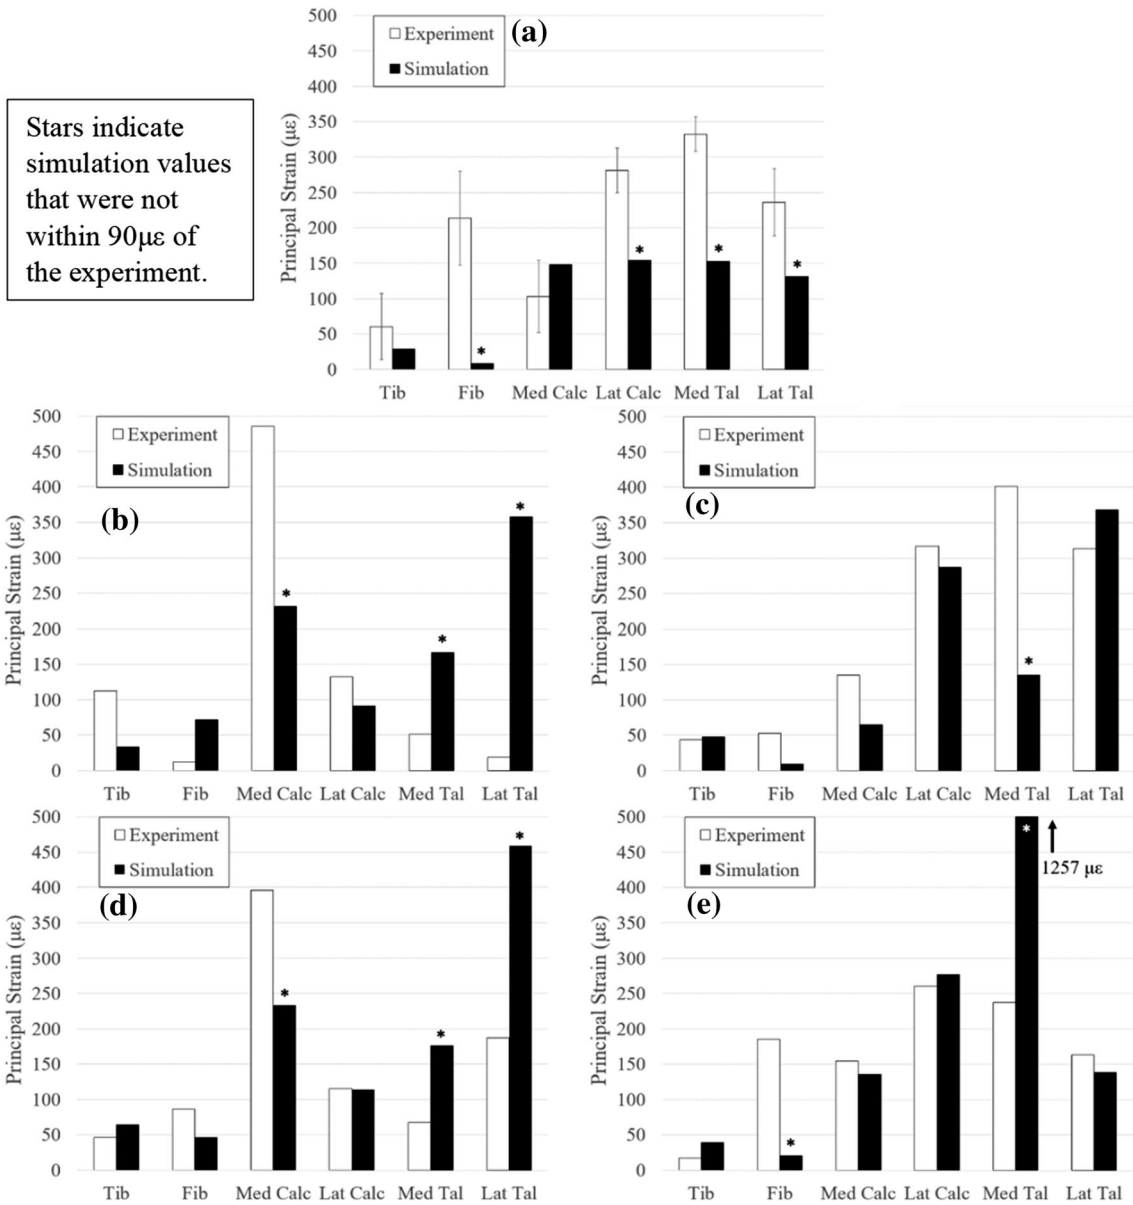 Stars indicate
simulation values
that were not
within 90με of
the experiment.
(a)
Experiment
Simulation
Principal Strain (με)
500
450
400
350
300
250
200
150
100
50
0
*
*
*
*
Tib Fib Med Calc Lat Calc Med Tal Lat Tal
(b)
Experiment
Simulation
Principal Strain (με)
500
450
400
350
300
250
200
150
100
50
0
*
*
*
Tib Fib Med Calc Lat Calc Med Tal Lat Tal
(c)
Experiment
Simulation
Principal Strain (με)
500
450
400
350
300
250
200
150
100
50
0
*
Tib Fib Med Calc Lat Calc Med Tal Lat Tal
(d)
Experiment
Simulation
Principal Strain (με)
500
450
400
350
300
250
200
150
100
50
0
*
*
*
Tib Fib Med Calc Lat Calc Med Tal Lat Tal
(e)
Experiment
Simulation
Principal Strain (με)
500
450
400
350
300
250
200
150
100
50
0
*
*
1257 με
Tib Fib Med Calc Lat Calc Med Tal Lat Tal